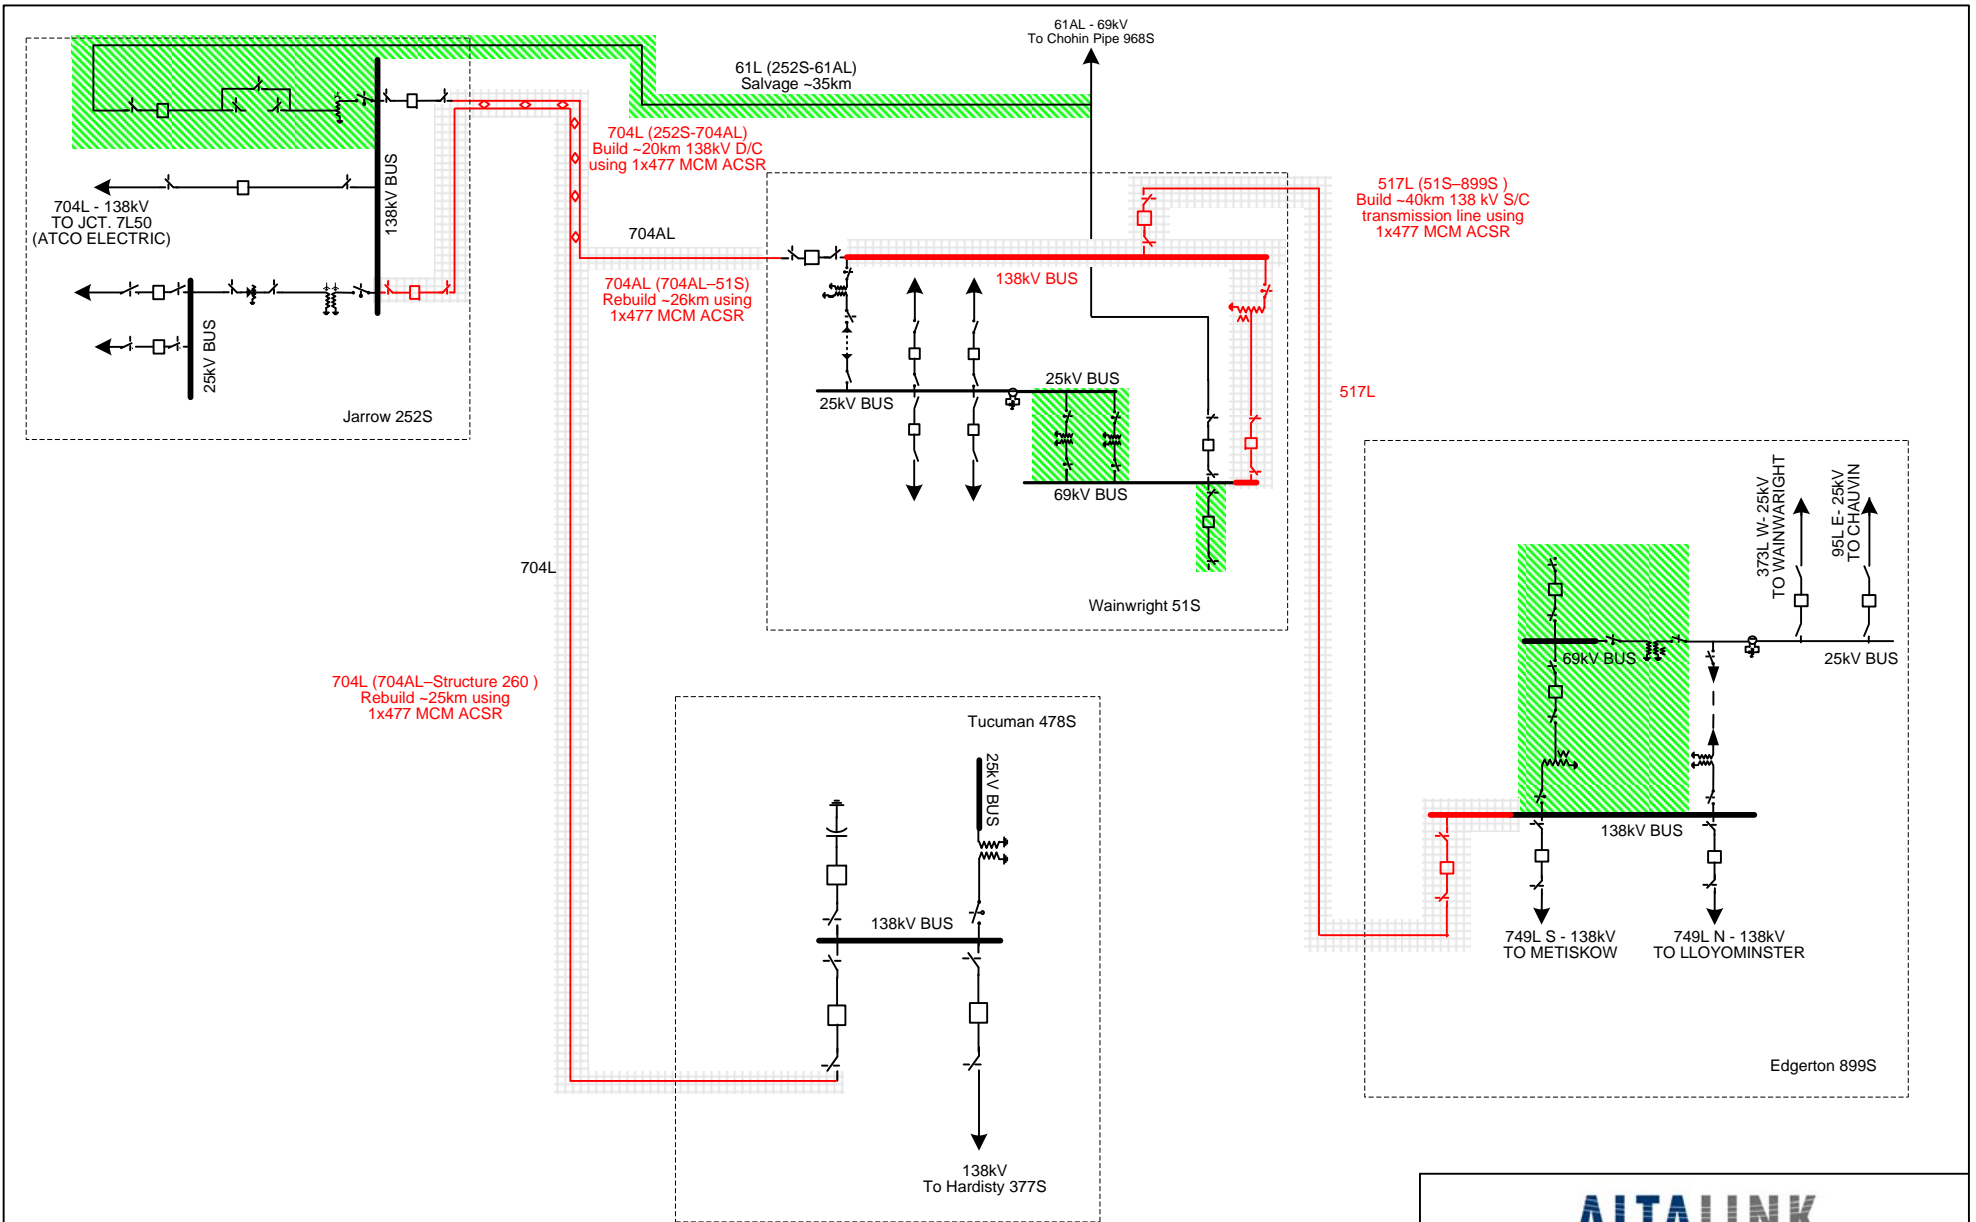 61AL - 69kV
To Chohin Pipe 968S
61L (252S-61AL)
Salvage ~35km
704L (252S-704AL)
Build ~20km 138kV D/C
using 1x477 MCM ACSR
138kV BUS
704L - 138kV
TO JCT. 7L50
(ATCO ELECTRIC)
25kV BUS
Jarrow 252S
704AL
704AL (704AL–51S)
Rebuild ~26km using
1x477 MCM ACSR
517L (51S–899S )
Build ~40km 138 kV S/C
transmission line using
1x477 MCM ACSR
138kV BUS
25kV BUS
25kV BUS
69kV BUS
Wainwright 51S
517L
704L
704L (704AL–Structure 260 )
Rebuild ~25km using
1x477 MCM ACSR
Tucuman 478S
25kV BUS
138kV BUS
138kV
To Hardisty 377S
373L W- 25kV
TO WAINWARIGHT
95L E- 25kV
TO CHAUVIN
69kV BUS
25kV BUS
138kV BUS
749L S - 138kV
TO METISKOW
749L N - 138kV
TO LLOYOMINSTER
Edgerton 899S
ALTALINK